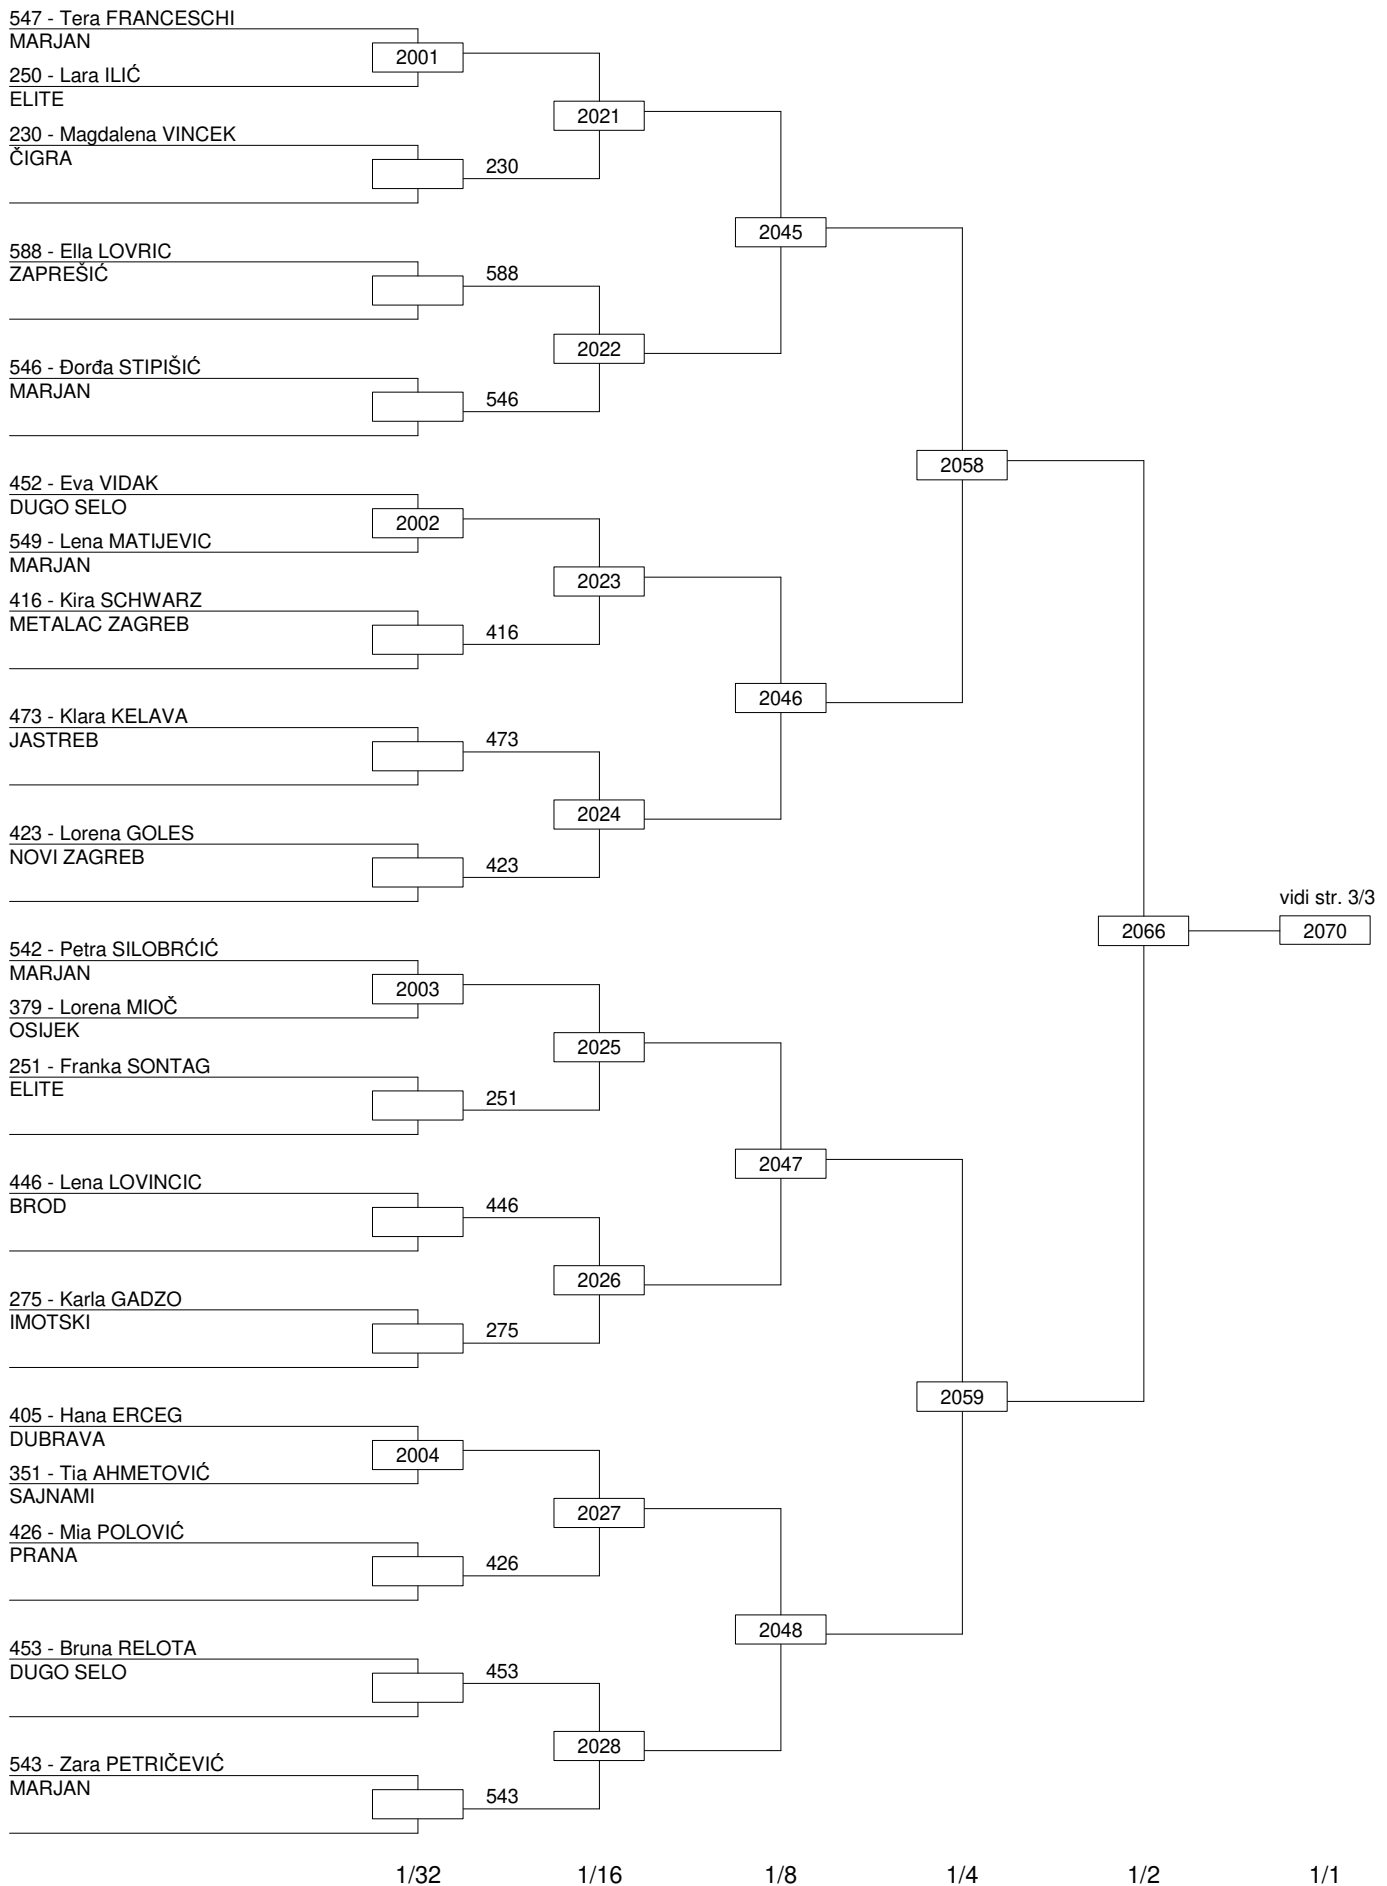 547 - Tera FRANCESCHI
MARJAN
2001
250 - Lara ILIĆ
ELITE
2021
230 - Magdalena VINCEK
ČIGRA
230
2045
588 - Ella LOVRIC
ZAPREŠIĆ
588
2022
546 - Đorđa STIPIŠIĆ
MARJAN
546
2058
452 - Eva VIDAK
DUGO SELO
2002
549 - Lena MATIJEVIC
MARJAN
2023
416 - Kira SCHWARZ
METALAC ZAGREB
416
2046
473 - Klara KELAVA
JASTREB
473
2024
423 - Lorena GOLES
NOVI ZAGREB
423
vidi str. 3/3
2066
2070
542 - Petra SILOBRĆIĆ
MARJAN
2003
379 - Lorena MIOČ
OSIJEK
2025
251 - Franka SONTAG
ELITE
251
2047
446 - Lena LOVINCIC
BROD
446
2026
275 - Karla GADZO
IMOTSKI
275
2059
405 - Hana ERCEG
DUBRAVA
2004
351 - Tia AHMETOVIĆ
SAJNAMI
2027
426 - Mia POLOVIĆ
PRANA
426
2048
453 - Bruna RELOTA
DUGO SELO
453
2028
543 - Zara PETRIČEVIĆ
MARJAN
543
1/32 1/16 1/8 1/4 1/2 1/1